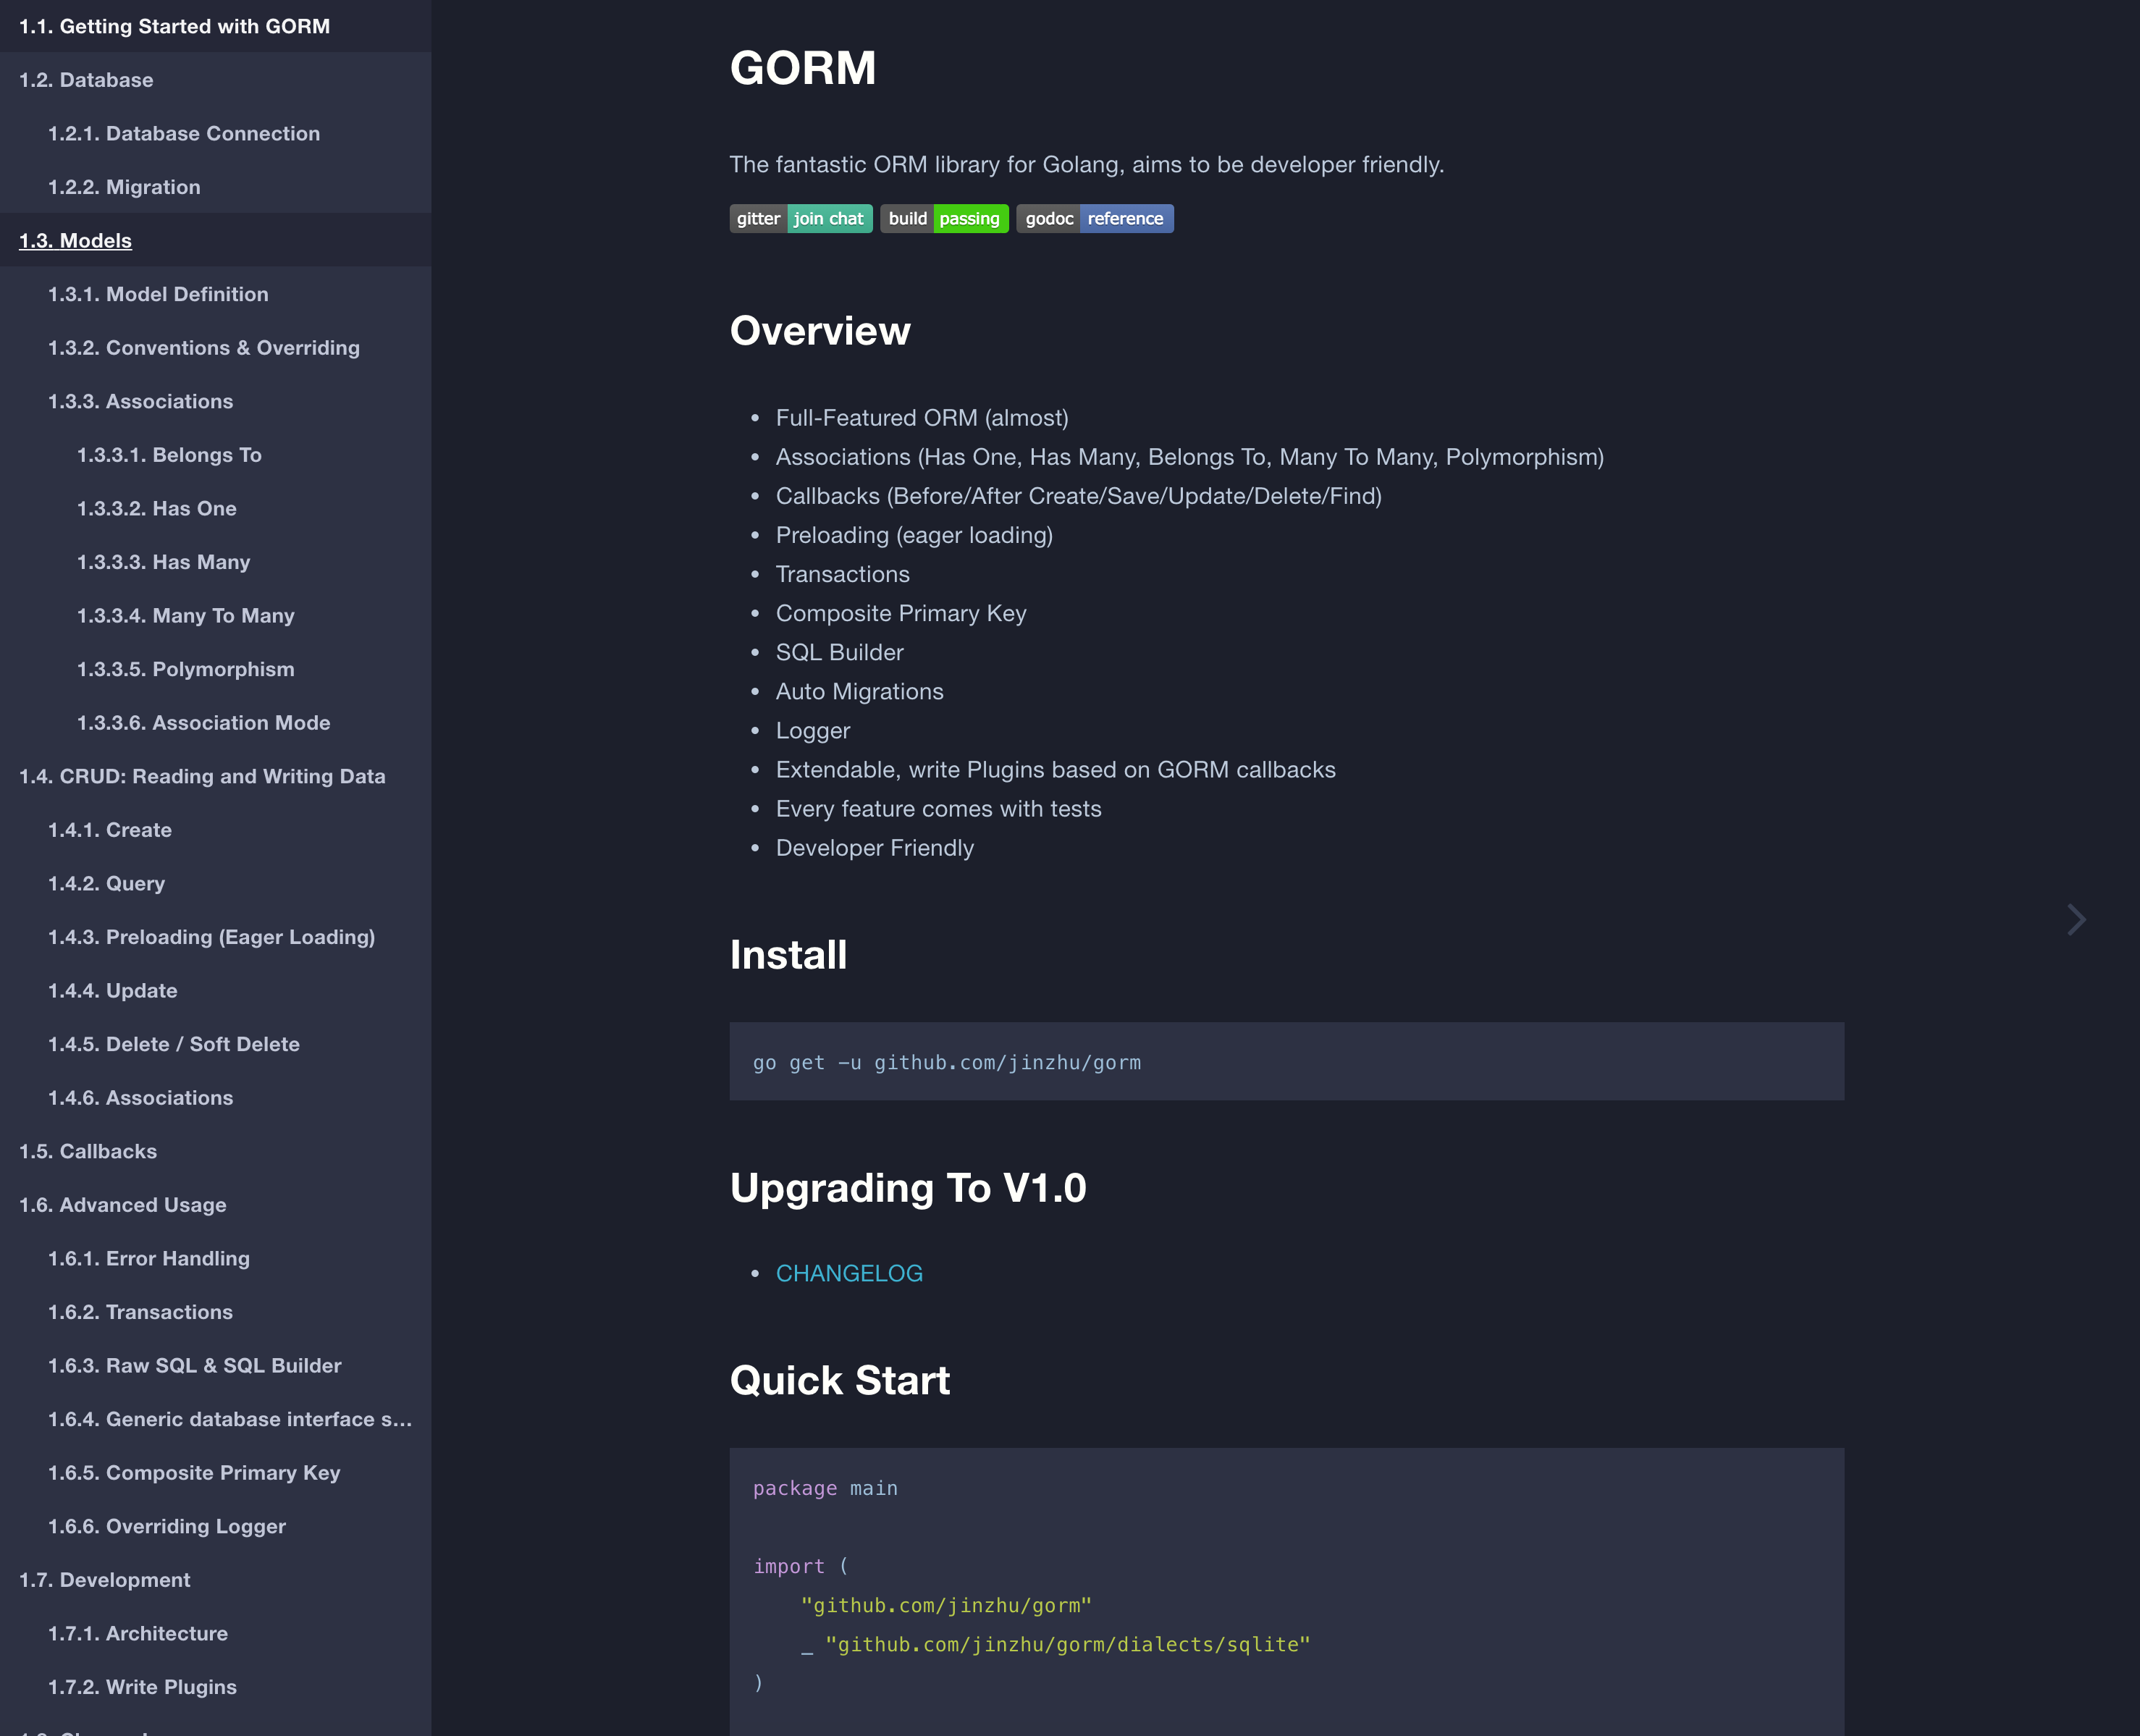 1.1. Getting Started with GORM
1.2. Database
1.2.1. Database Connection
1.2.2. Migration
1.3. Models
1.3.1. Model Definition
1.3.2. Conventions & Overriding
1.3.3. Associations
1.3.3.1. Belongs To
1.3.3.2. Has One
1.3.3.3. Has Many
1.3.3.4. Many To Many
1.3.3.5. Polymorphism
1.3.3.6. Association Mode
1.4. CRUD: Reading and Writing Data
1.4.1. Create
1.4.2. Query
1.4.3. Preloading (Eager Loading)
1.4.4. Update
1.4.5. Delete / Soft Delete
1.4.6. Associations
1.5. Callbacks
1.6. Advanced Usage
1.6.1. Error Handling
1.6.2. Transactions
1.6.3. Raw SQL & SQL Builder
1.6.4. Generic database interface s...
1.6.5. Composite Primary Key
1.6.6. Overriding Logger
1.7. Development
1.7.1. Architecture
1.7.2. Write Plugins
GORM
The fantastic ORM library for Golang, aims to be developer friendly.
gitter join chat build passing godoc reference
Overview
• Full-Featured ORM (almost)
• Associations (Has One, Has Many, Belongs To, Many To Many, Polymorphism)
• Callbacks (Before/After Create/Save/Update/Delete/Find)
• Preloading (eager loading)
• Transactions
• Composite Primary Key
• SQL Builder
• Auto Migrations
• Logger
• Extendable, write Plugins based on GORM callbacks
• Every feature comes with tests
• Developer Friendly
Install
go get -u github.com/jinzhu/gorm
Upgrading To V1.0
• CHANGELOG
Quick Start
package main
import (
"github.com/jinzhu/gorm"
_ "github.com/jinzhu/gorm/dialects/sqlite"
)